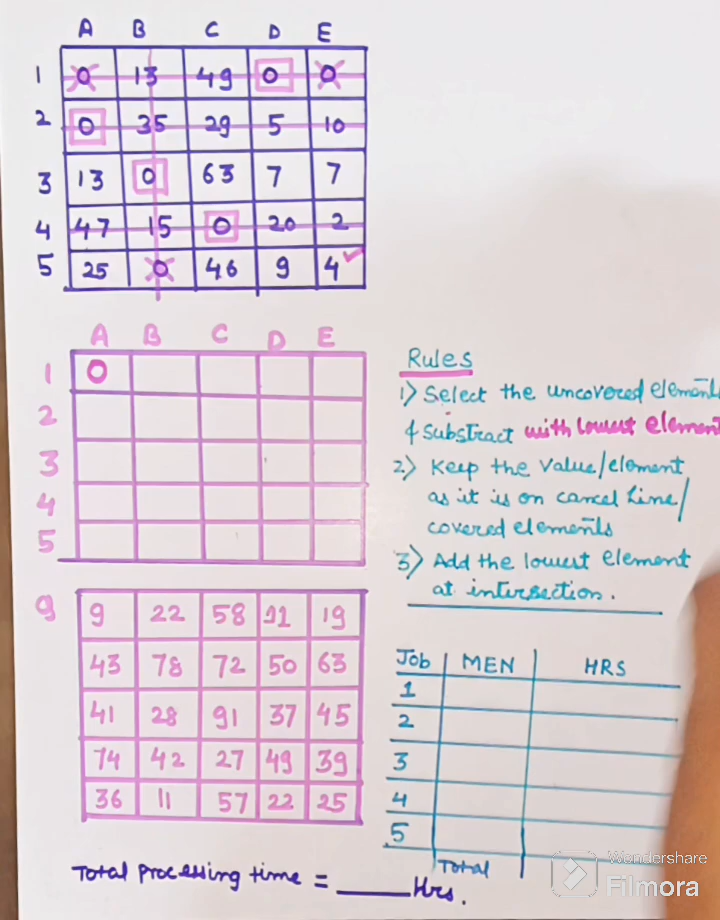 A B C D E
1 0 13 49 0 0
2 0 35 29 5 10
3 13 0 63 7 7
4 47 15 0 20 2
5 25 0 46 9 4
A B C D E
1 0
2
3
4
5
Rules
1) Select the uncovered element
& Substract with lowest element
2) Keep the value/element
as it is on cancel line/
covered elements
3) Add the lowest element
at intersection.
9 9 22 58 11 19
43 78 72 50 63
41 28 91 37 45
74 42 27 49 39
36 11 57 22 25
Job MEN HRS
1
2
3
4
5
Total
Total processing time = ____ Hrs.
Wondershare
Filmora